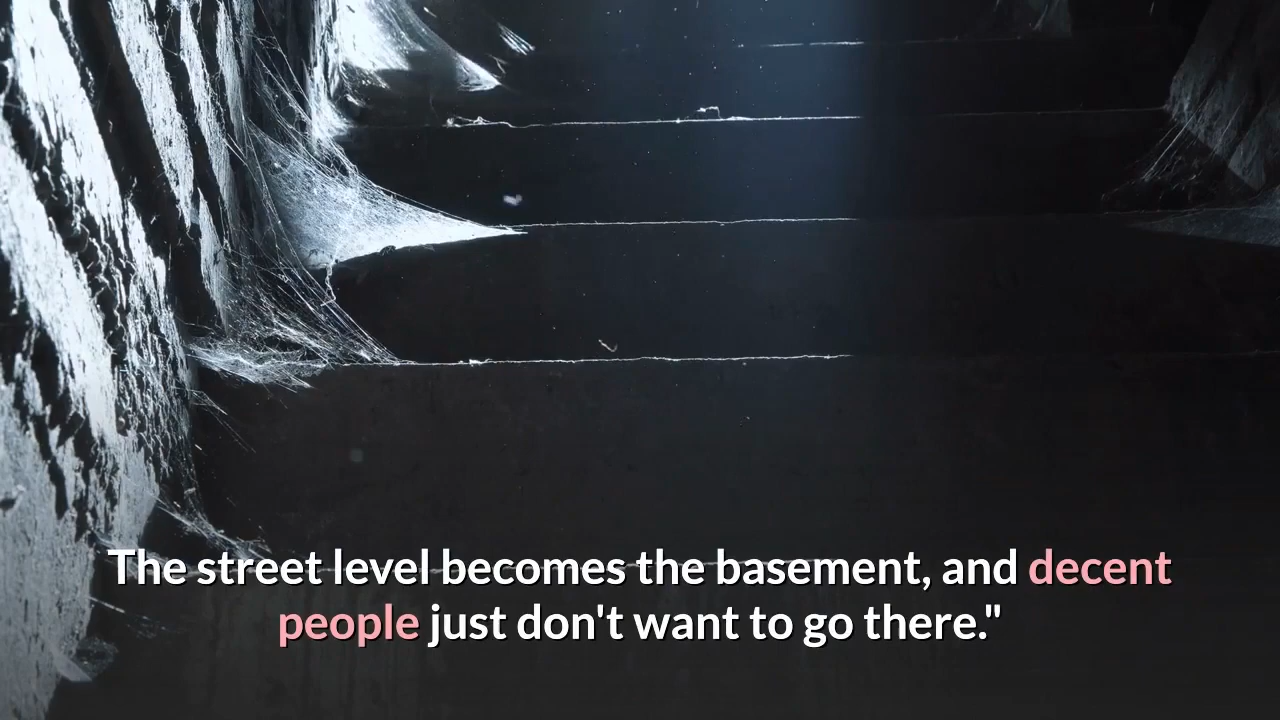 The street level becomes the basement, and decent
people just don't want to go there."